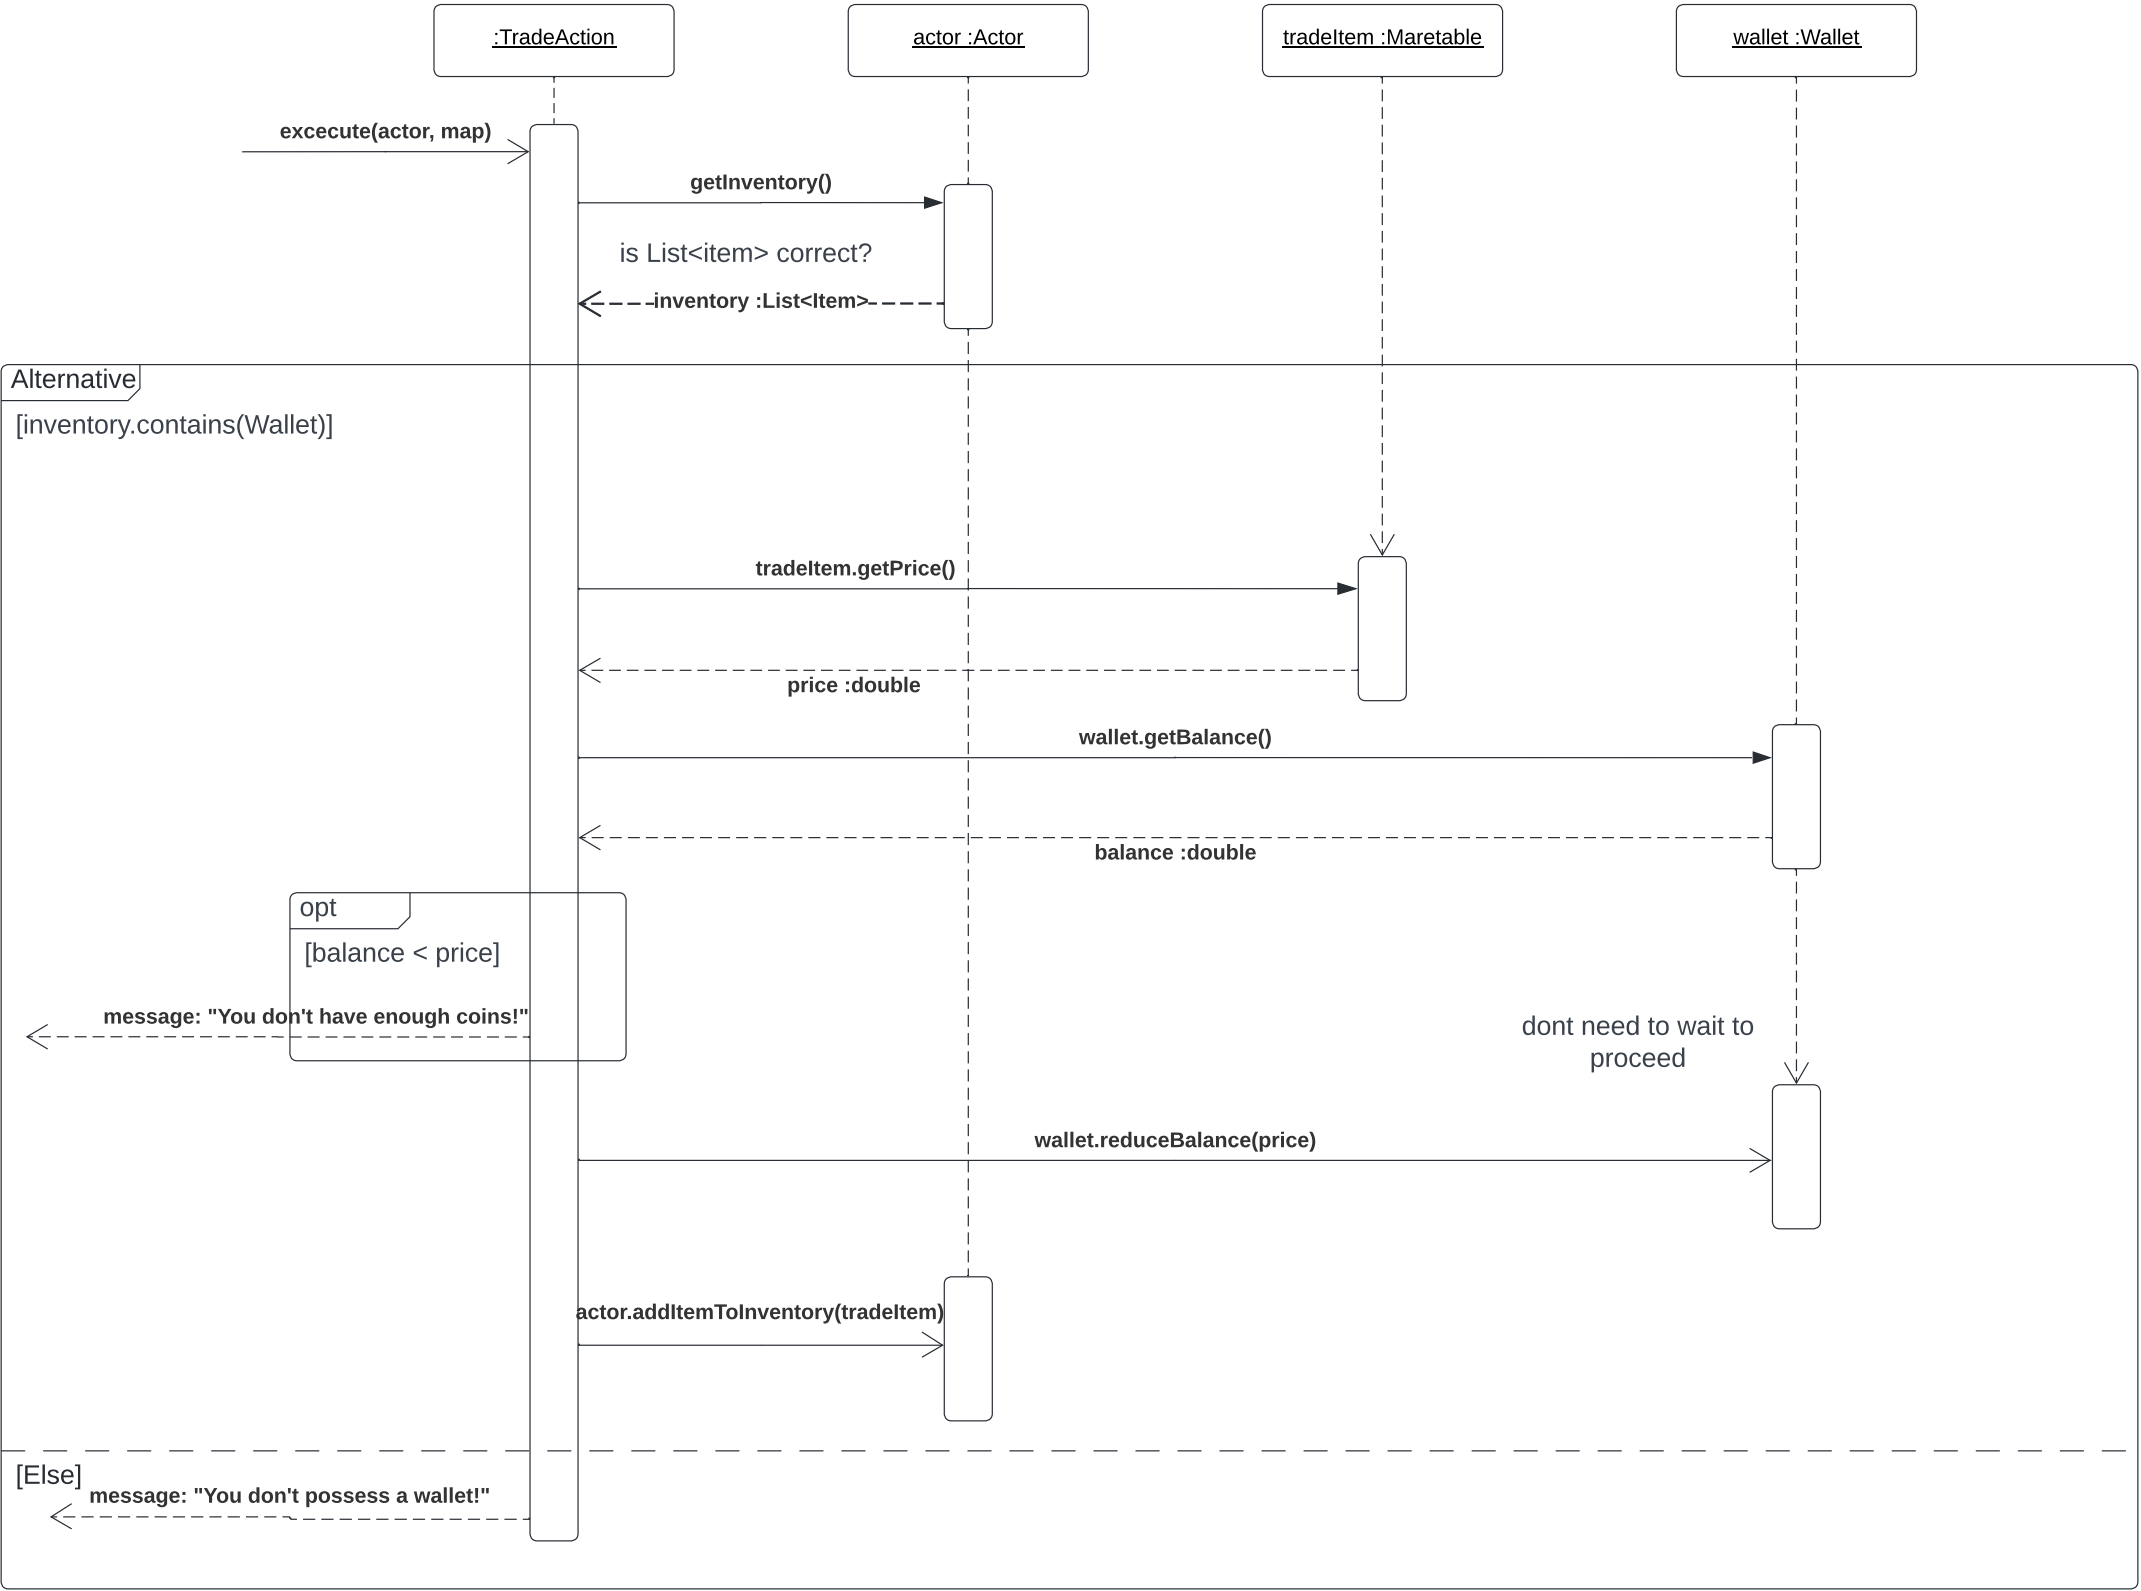 :TradeAction
actor :Actor
tradeItem :Maretable
wallet :Wallet
excecute(actor, map)
getInventory()
is List<item> correct?
inventory :List<Item>
Alternative
[inventory.contains(Wallet)]
tradeItem.getPrice()
price :double
wallet.getBalance()
balance :double
opt
[balance < price]
message: "You don't have enough coins!"
dont need to wait to
proceed
wallet.reduceBalance(price)
actor.addItemToInventory(tradeItem)
[Else]
message: "You don't possess a wallet!"